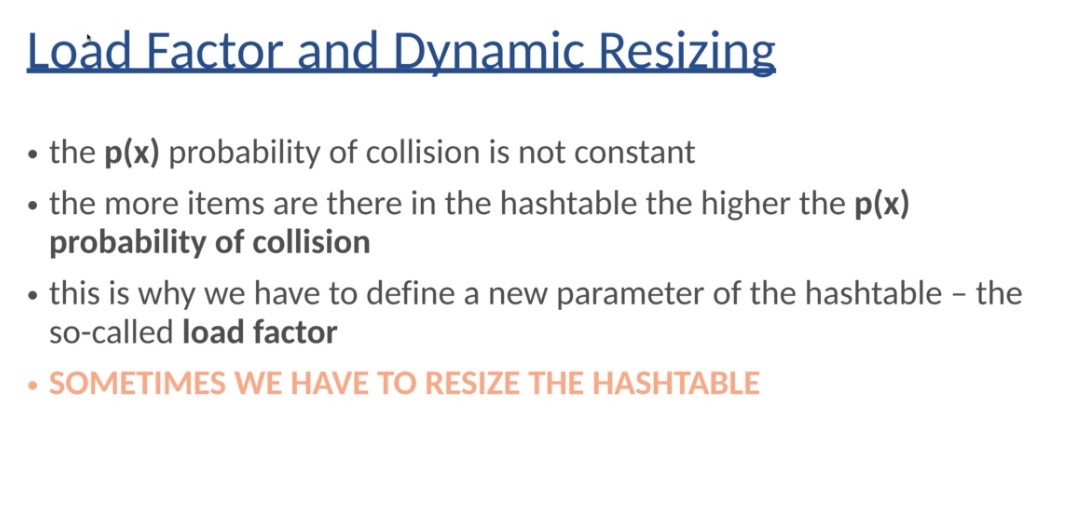 Load Factor and Dynamic Resizing
• the p(x) probability of collision is not constant
• the more items are there in the hashtable the higher the p(x)
probability of collision
• this is why we have to define a new parameter of the hashtable – the
so-called load factor
• SOMETIMES WE HAVE TO RESIZE THE HASHTABLE